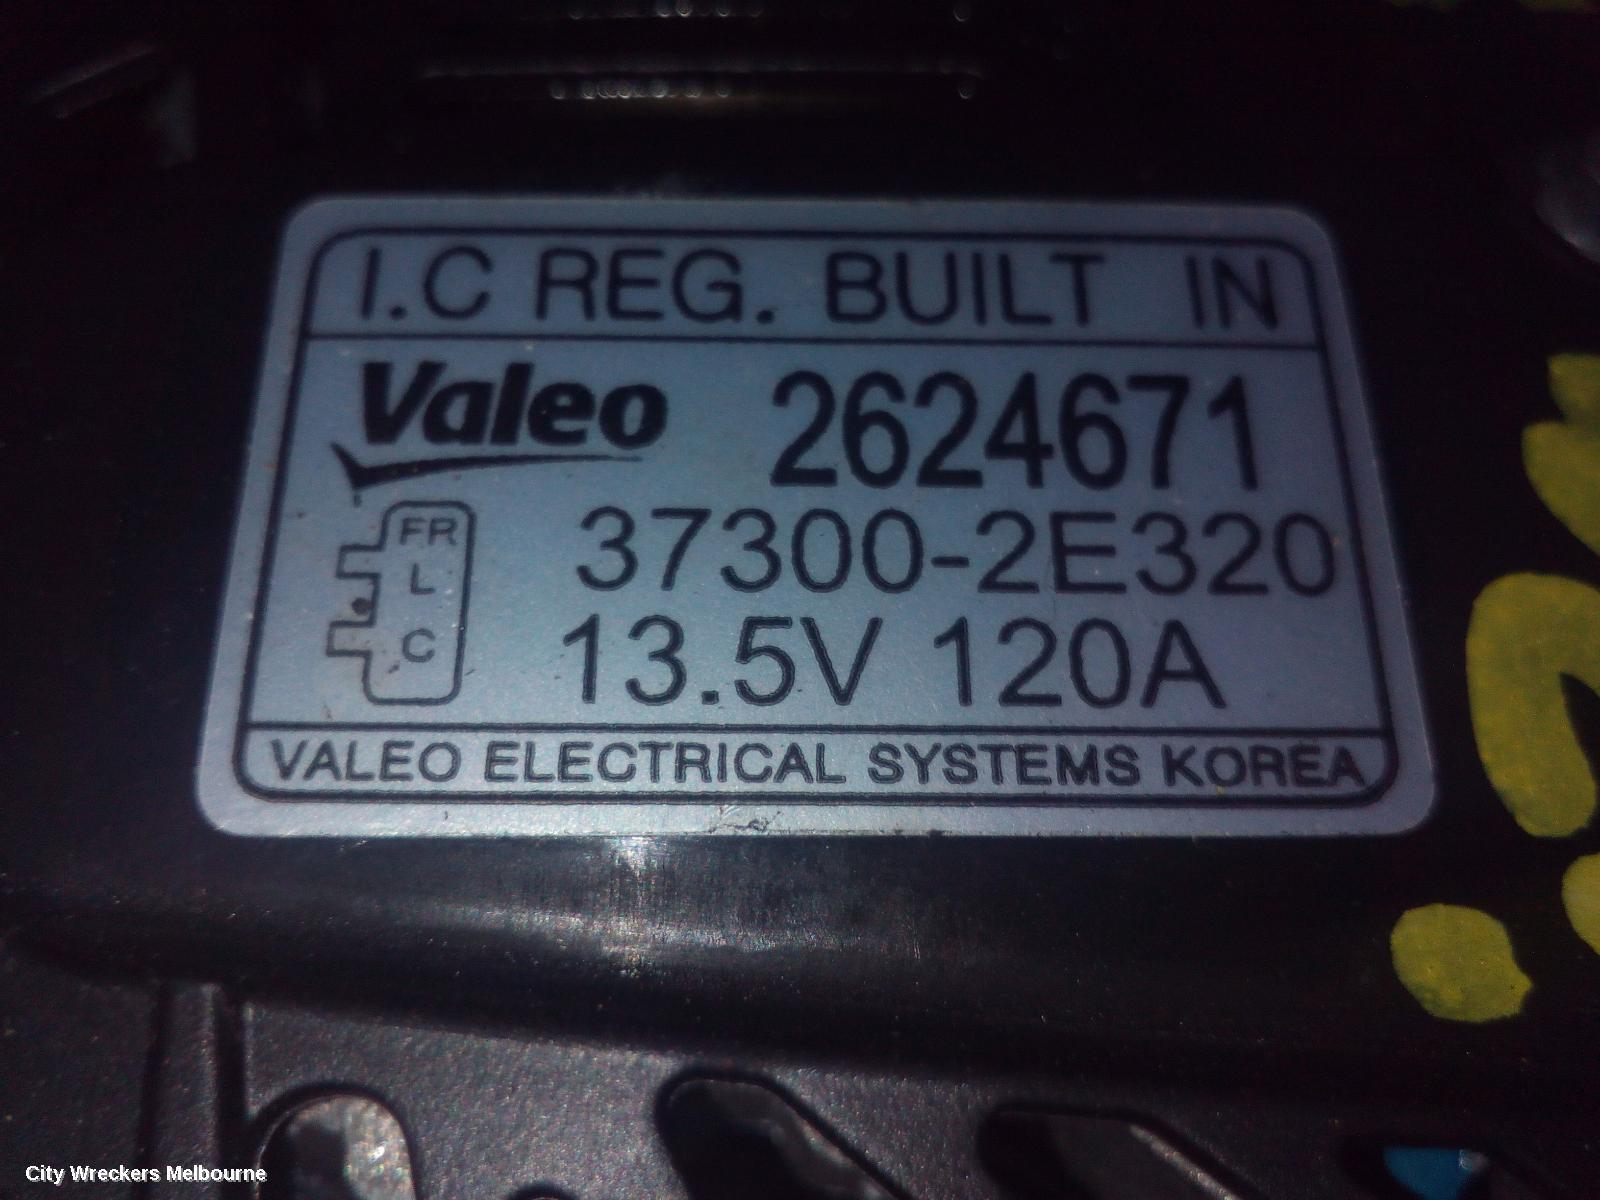 I.C REG. BUILT IN
Valeo 2624671
FR
L
C
37300-2E320
13.5V 120A
VALEO ELECTRICAL SYSTEMS KOREA
City Wreckers Melbourne